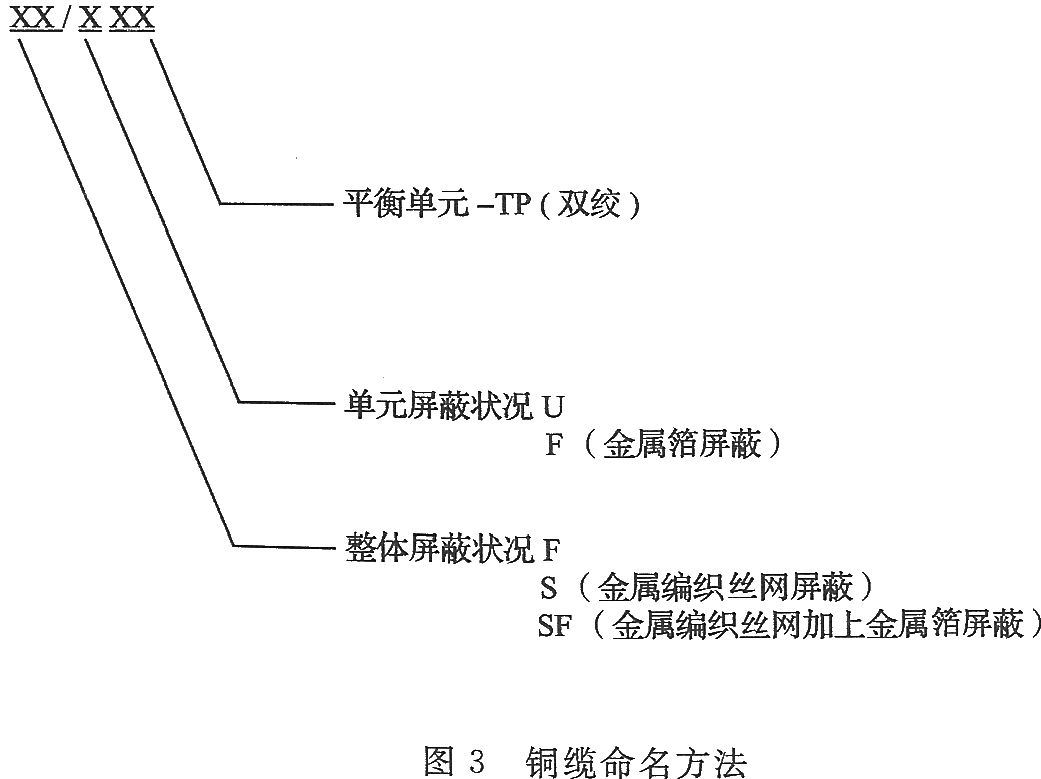 XX/X XX
平衡单元-TP(双绞)
单元屏蔽状况 U
F(金属箔屏蔽)
整体屏蔽状况 F
S(金属编织丝网屏蔽)
SF(金属编织丝网加上金属箔屏蔽)
图 3 铜缆命名方法